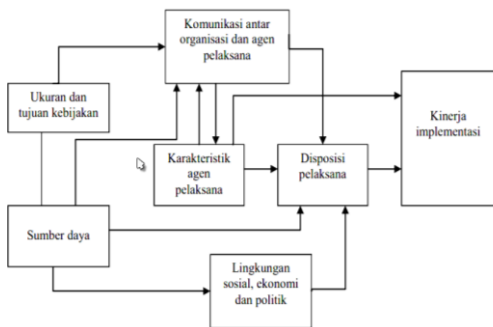 Komunikasi antar
organisasi dan agen
pelaksana
Ukuran dan
tujuan kebijakan
Kinerja
implementasi
Karakteristik
agen
pelaksana
Disposisi
pelaksana
Sumber daya
Lingkungan
sosial, ekonomi
dan politik